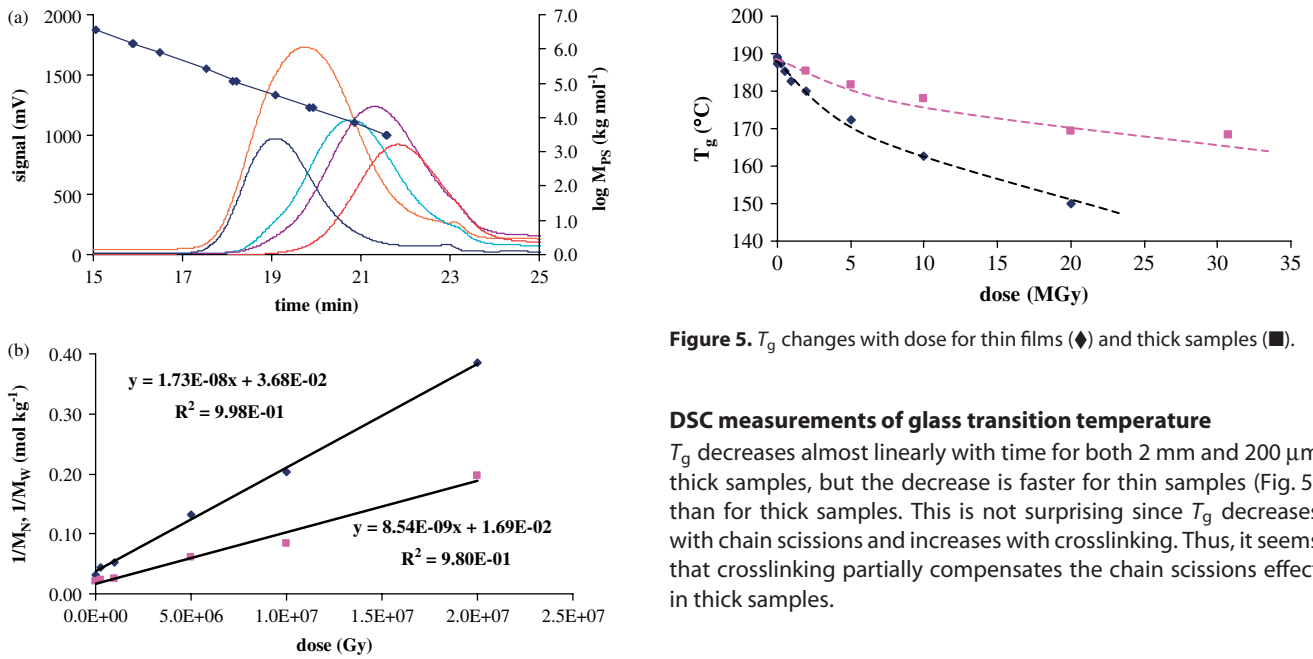 (a)
2000
1500
1000
500
0
signal (mV)
7.0
6.0
5.0
4.0
3.0
2.0
1.0
0.0
log M_PS (kg mol⁻¹)
15 17 19 21 23 25
time (min)
(b)
0.40
0.30
0.20
0.10
0.00
1/M_N, 1/M_W (mol kg⁻¹)
y = 1.73E-08x + 3.68E-02
R² = 9.98E-01
y = 8.54E-09x + 1.69E-02
R² = 9.80E-01
0.0E+00 5.0E+06 1.0E+07 1.5E+07 2.0E+07
dose (Gy)
200
190
180
170
160
150
140
T_g (°C)
0 5 10 15 20 25 30 35
dose (MGy)
Figure 5. T_g changes with dose for thin films (♦) and thick samples (■).
DSC measurements of glass transition temperature
T_g decreases almost linearly with time for both 2 mm and 200 μm
thick samples, but the decrease is faster for thin samples (Fig. 5
than for thick samples. This is not surprising since T_g decreases
with chain scissions and increases with crosslinking. Thus, it seems
that crosslinking partially compensates the chain scissions effect
in thick samples.